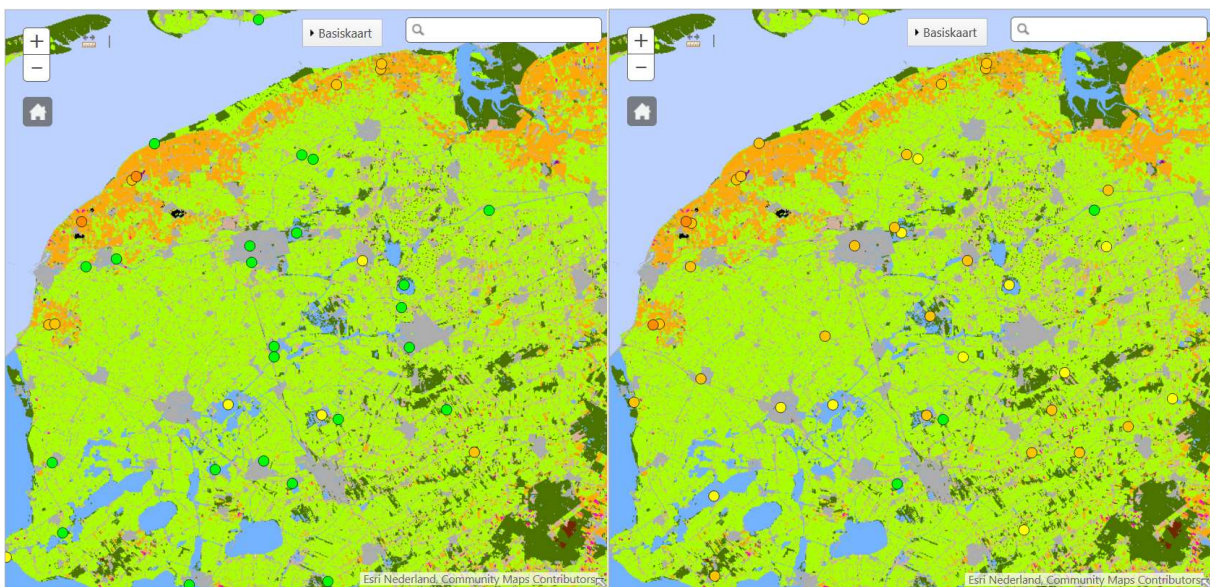 +
Basiskaart
−
Esri Nederland, Community Maps Contributors
+
Basiskaart
−
Esri Nederland, Community Maps Contributors